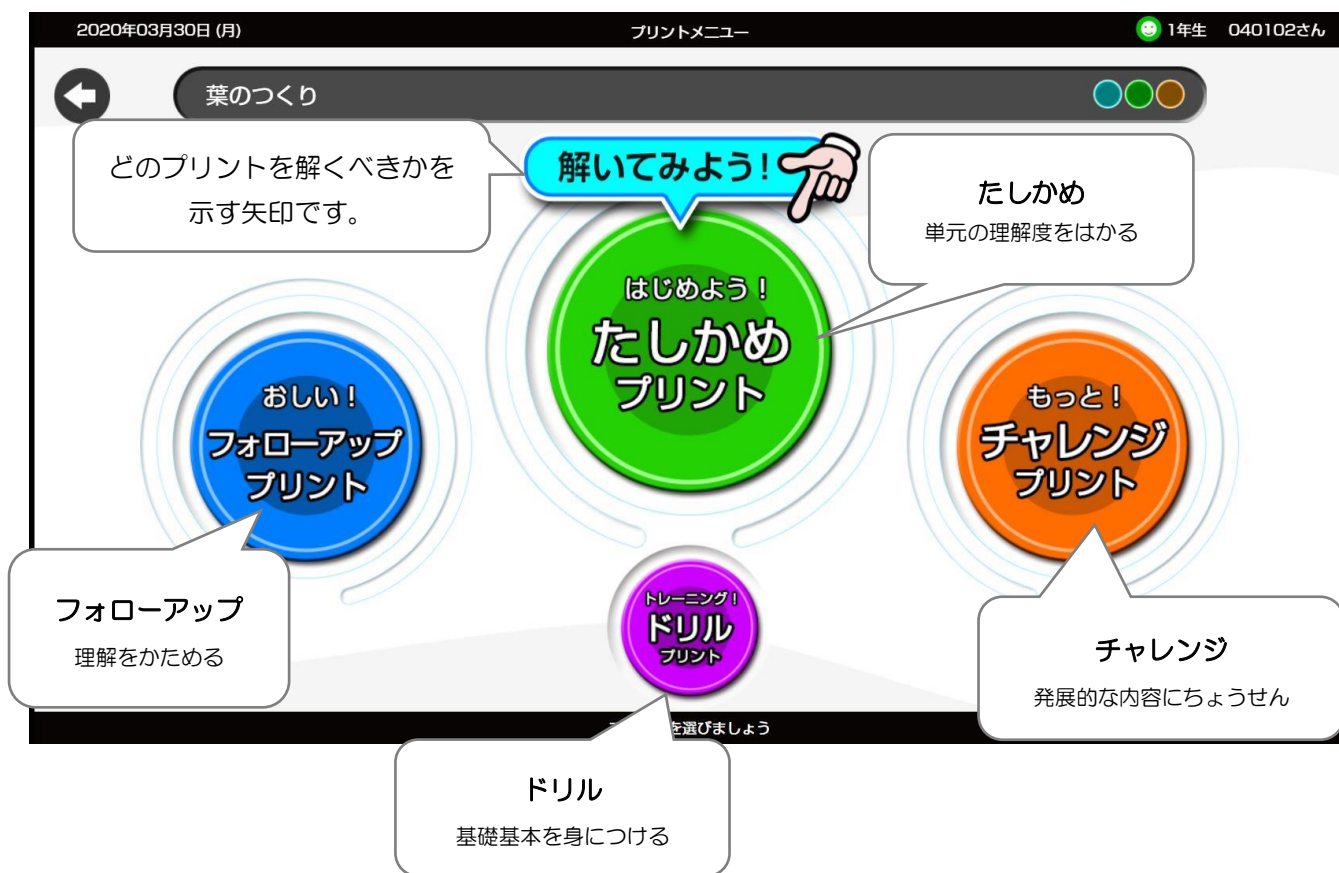 2020年03月30日 (月)
プリントメニュー
1年生 040102さん
葉のつくり
どのプリントを解くべきかを
示す矢印です。
解いてみよう!
たしかめ
単元の理解度をはかる
はじめよう!
たしかめ
プリント
おしい!
フォローアップ
プリント
もっと!
チャレンジ
プリント
フォローアップ
理解をかためる
トレーニング!
ドリル
プリント
チャレンジ
発展的な内容にちょうせん
を選びましょう
ドリル
基礎基本を身につける